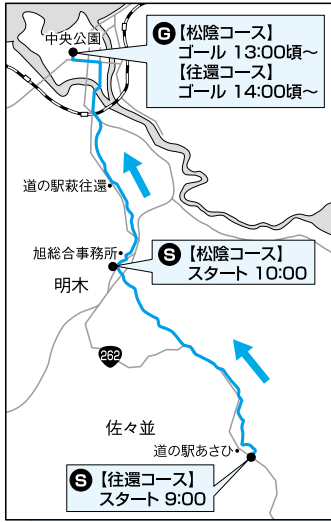 中央公園
G【松陰コース】
ゴール 13:00頃～
【往還コース】
ゴール 14:00頃～
道の駅萩往還
旭総合事務所
S【松陰コース】
スタート 10:00
明木
262
佐々並
道の駅あさひ
S【往還コース】
スタート 9:00